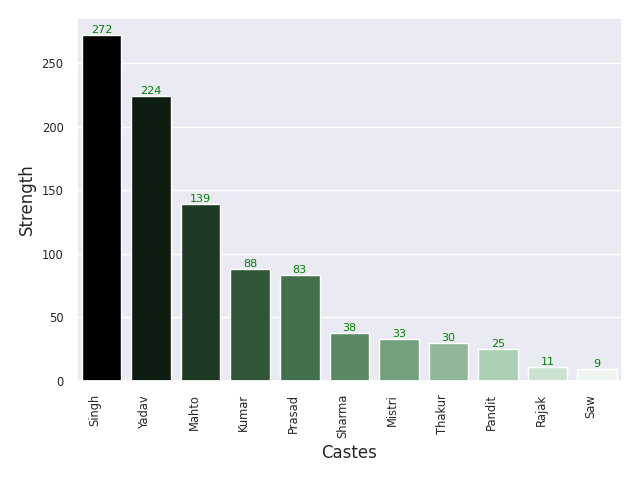 272
224
139
88
83
38
33
30
25
11
9
250
200
150
100
50
0
Strength
Singh
Yadav
Mahto
Kumar
Prasad
Sharma
Mistri
Thakur
Pandit
Rajak
Saw
Castes